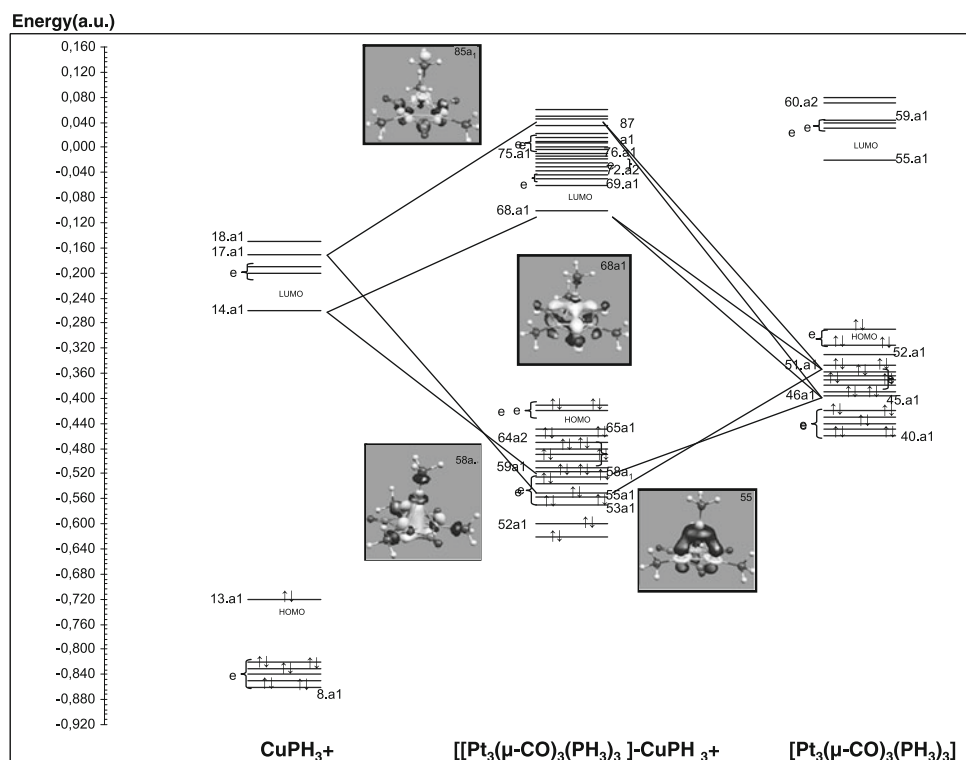 Energy(a.u.)
0,160
0,120
0,080
0,040
0,000
-0,040
-0,080
-0,120
-0,160
-0,200
-0,240
-0,280
-0,320
-0,360
-0,400
-0,440
-0,480
-0,520
-0,560
-0,600
-0,640
-0,680
-0,720
-0,760
-0,800
-0,840
-0,880
-0,920
18.a1
17.a1
e
LUMO
14.a1
13.a1
HOMO
e
8.a1
CuPH₃+
85a₁
87
a1
e
75.a1
76.a1
e
72.a2
e
69.a1
LUMO
68.a1
68a1
e
e
HOMO
65a1
64a2
59a1
58a₁
e
55a1
53a1
52a1
58a
55
[[Pt₃(μ-CO)₃(PH₃)₃ ]-CuPH ₃+
60.a2
59.a1
e
e
LUMO
55.a1
e
HOMO
52.a1
51.a1
e
46a1
45.a1
e
40.a1
[Pt₃(μ-CO)₃(PH₃)₃]